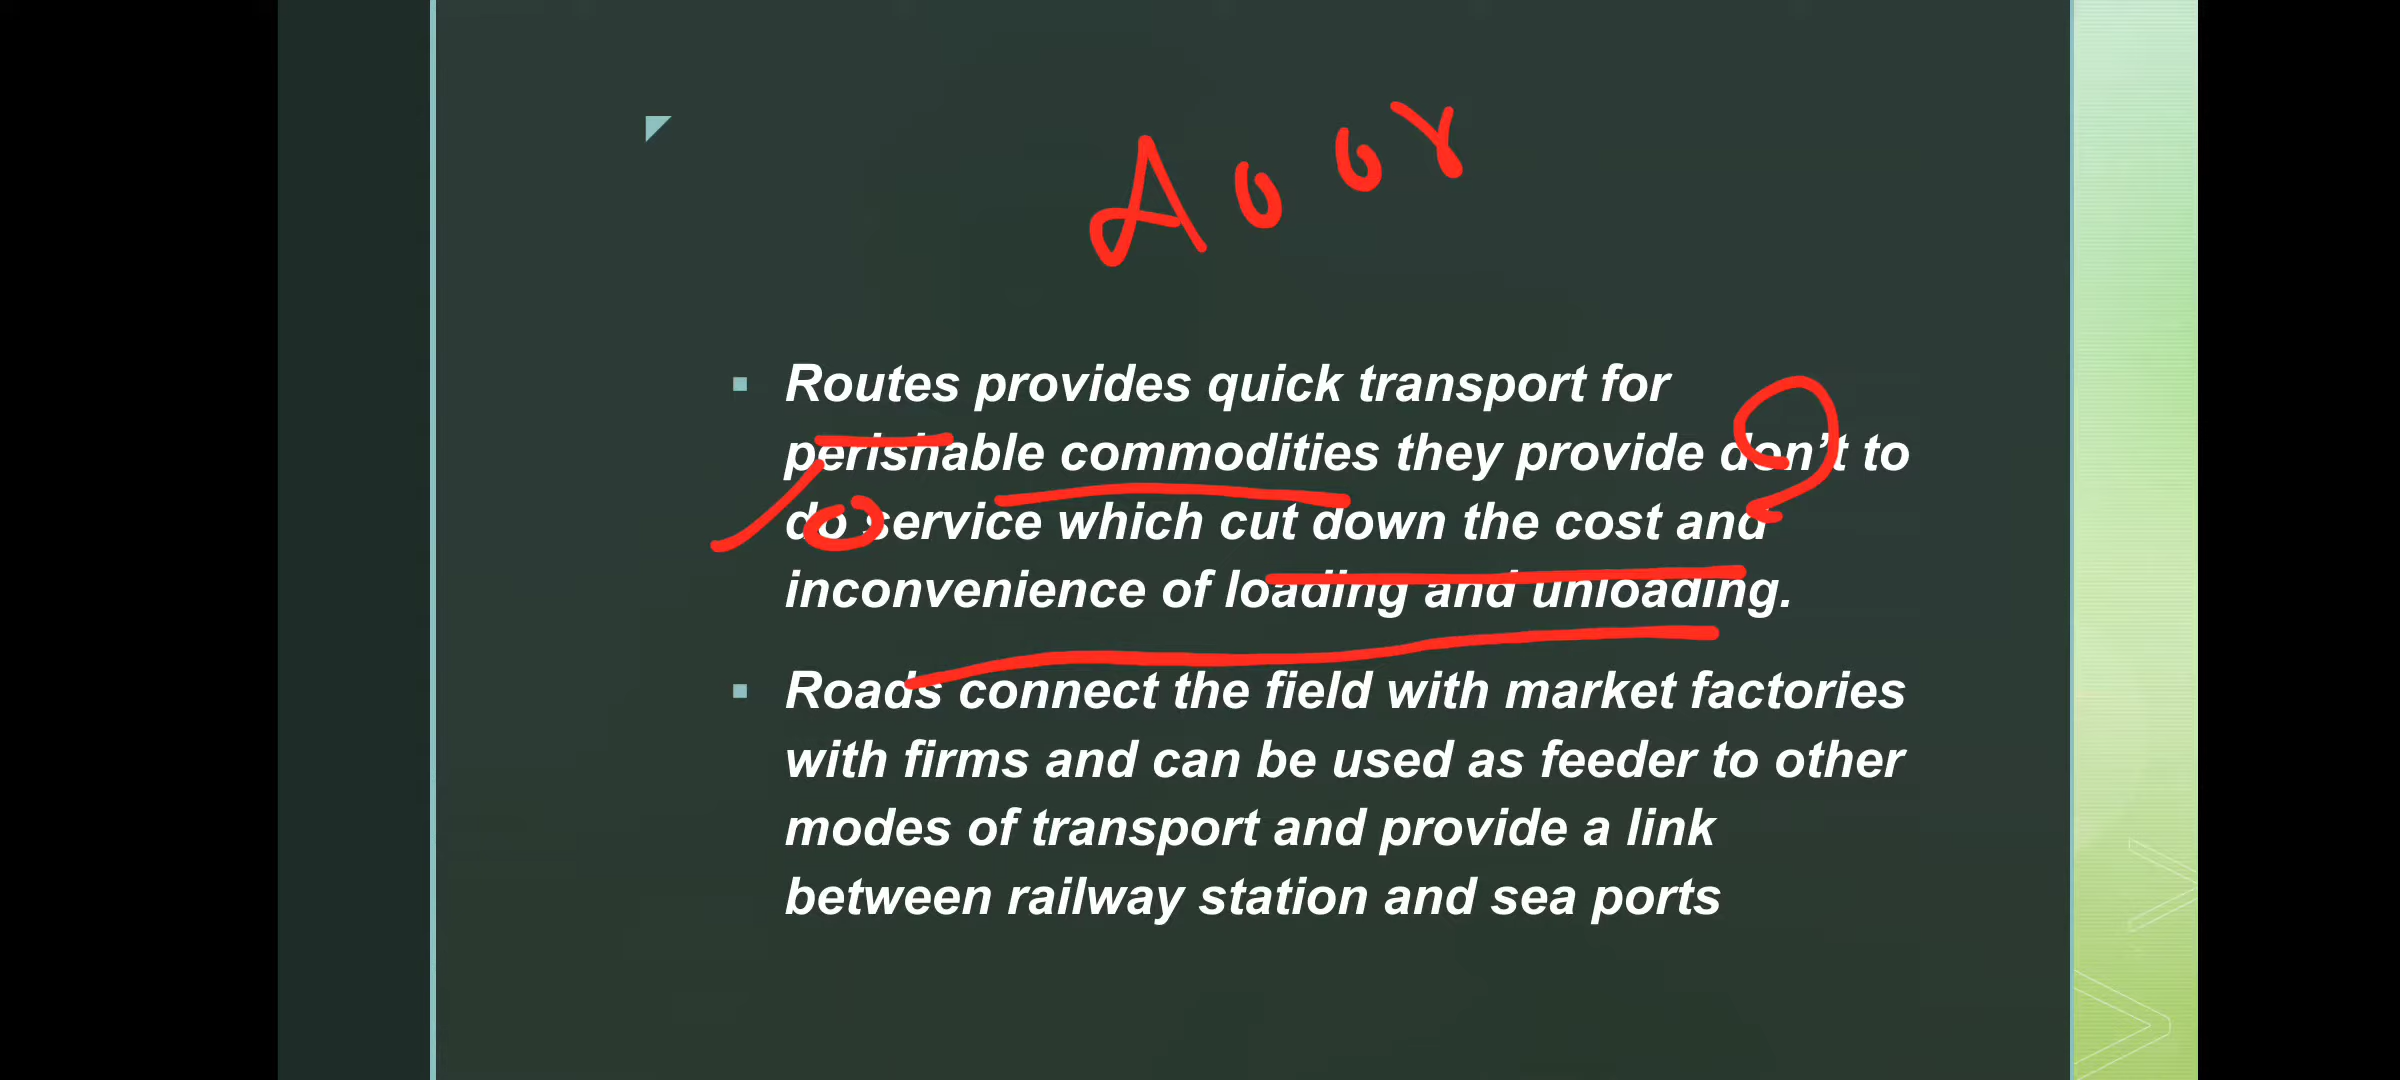 Routes provides quick transport for
perishable commodities they provide don't to
do service which cut down the cost and
inconvenience of loading and unloading.
Roads connect the field with market factories
with firms and can be used as feeder to other
modes of transport and provide a link
between railway station and sea ports